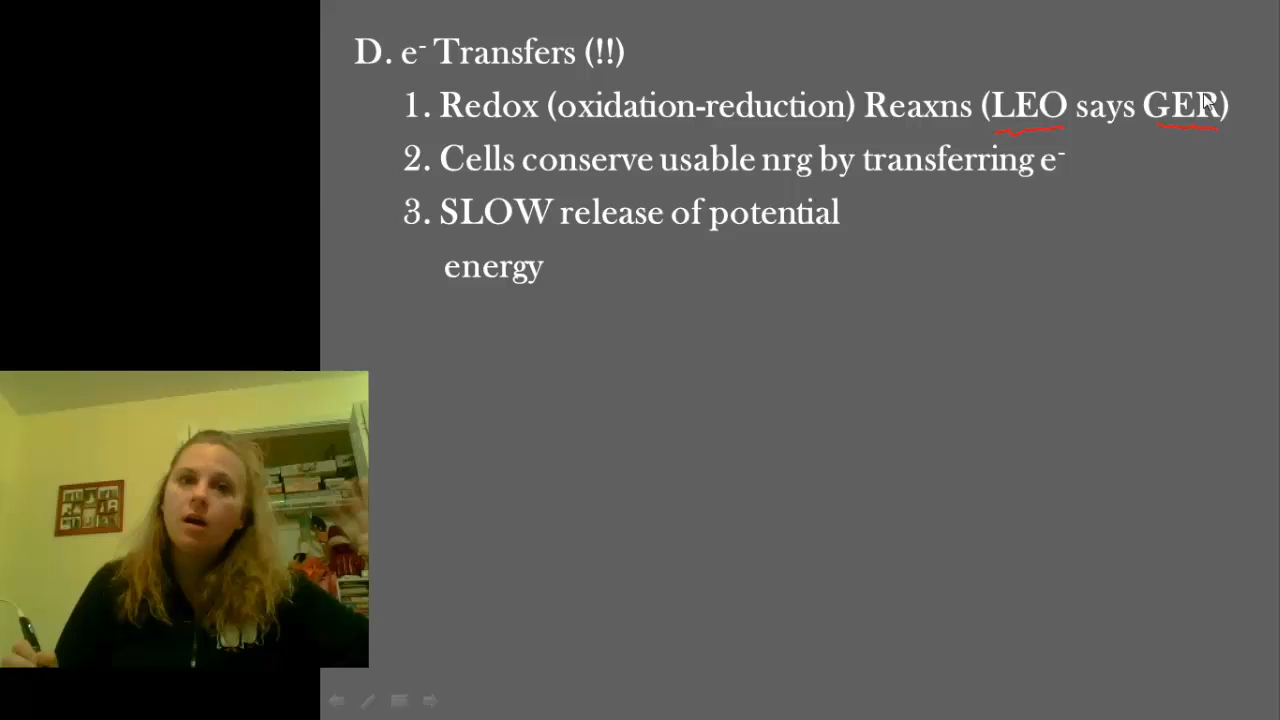 D. e- Transfers (!!)
1. Redox (oxidation-reduction) Reaxns (LEO says GER)
2. Cells conserve usable nrg by transferring e-
3. SLOW release of potential
energy